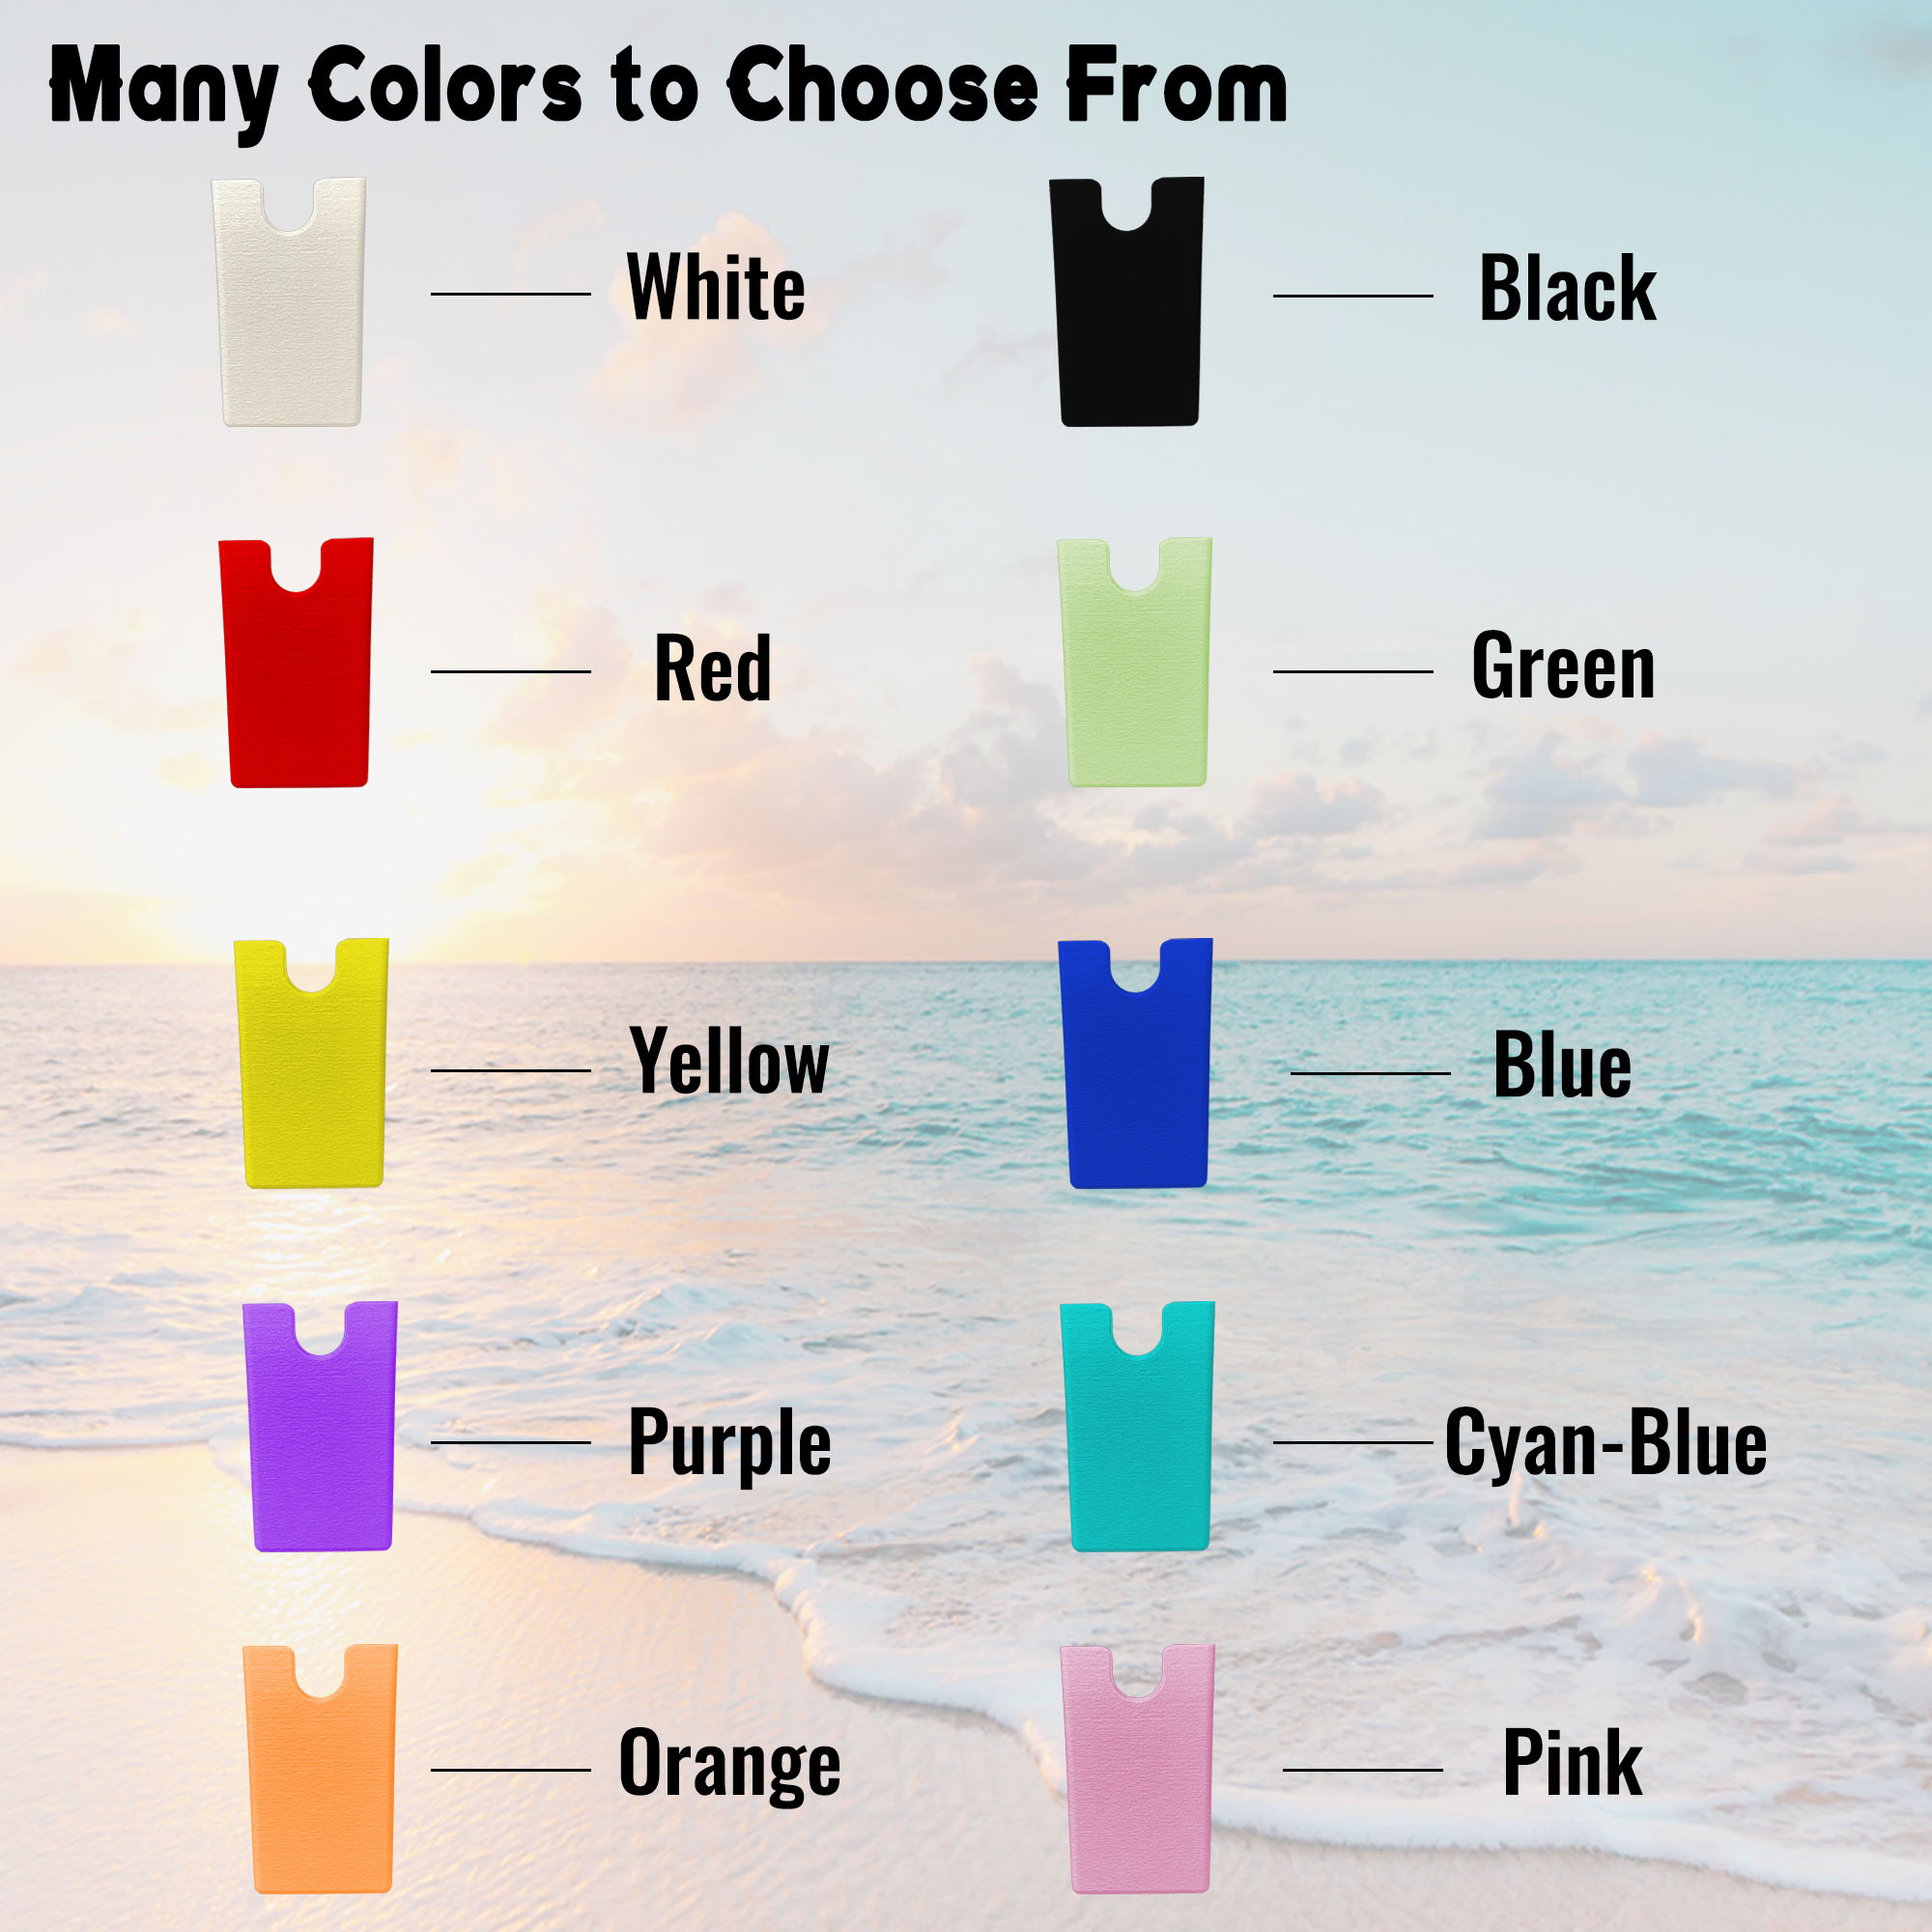 Many Colors to Choose From
White
Black
Red
Green
Yellow
Blue
Purple
Cyan-Blue
Orange
Pink